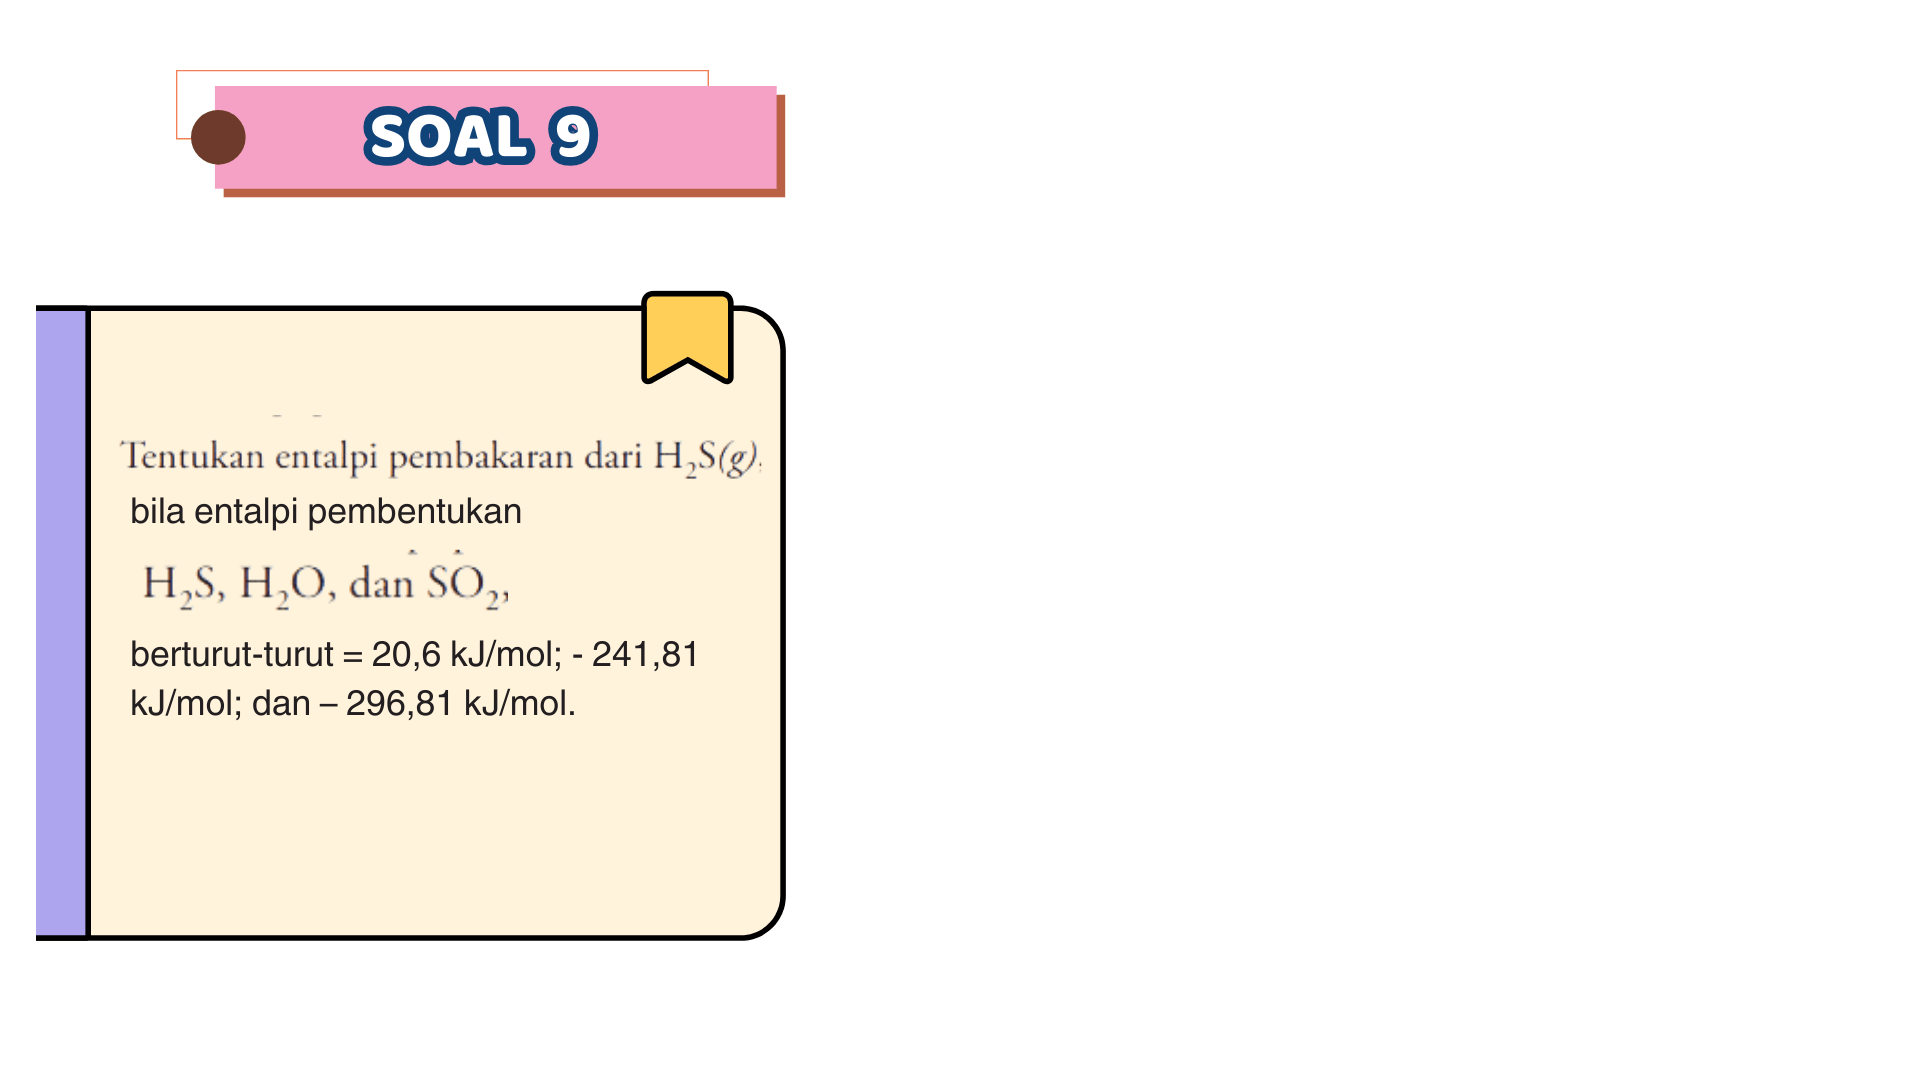 SOAL 9
Tentukan entalpi pembakaran dari H₂S(g),
bila entalpi pembentukan
H₂S, H₂O, dan SO₂,
berturut-turut = 20,6 kJ/mol; - 241,81
kJ/mol; dan – 296,81 kJ/mol.